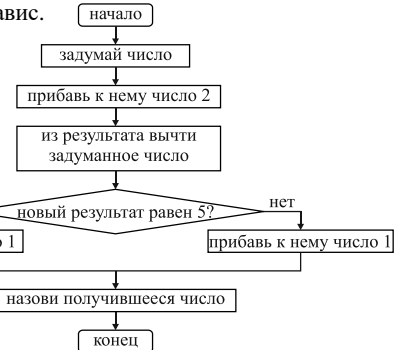 авис.
начало
задумай число
прибавь к нему число 2
из результата вычти
задуманное число
новый результат равен 5?
нет
о 1
прибавь к нему число 1
назови получившееся число
конец